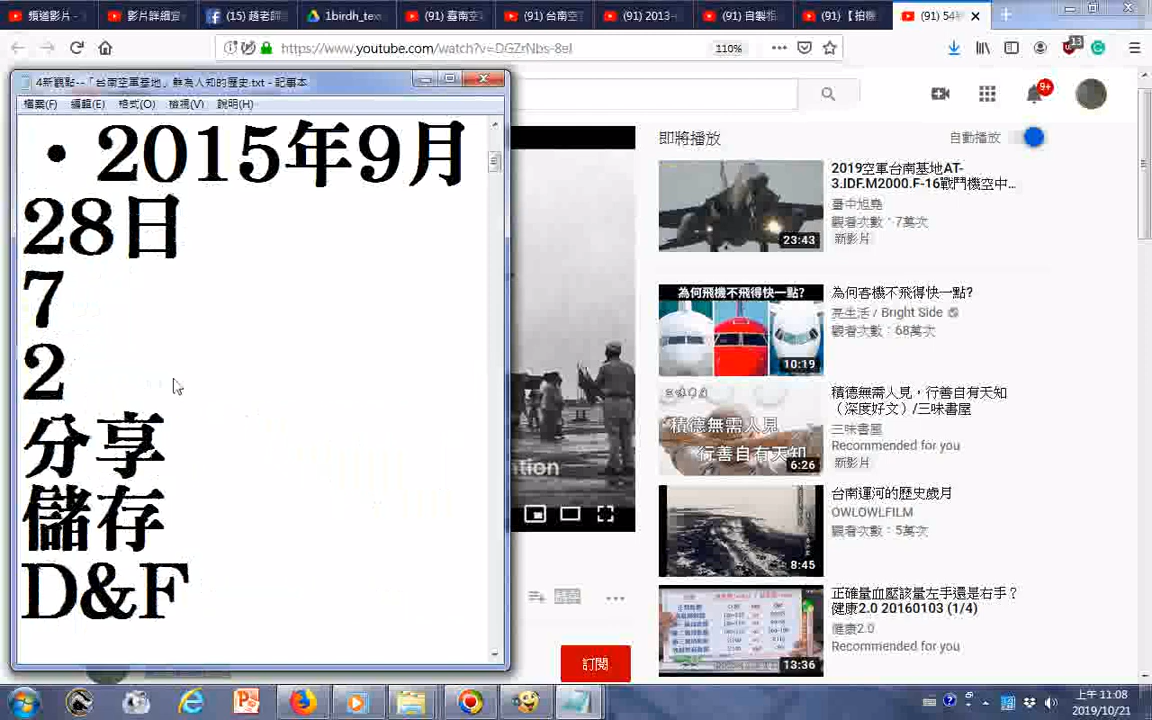 頻道影片 -
影片詳細資
(15) 趙老師
1birdh_tex
(91) 臺南空
(91) 台南空
(91) 2013-
(91) 自製相
(91) 【拍機
(91) 54年
https://www.youtube.com/watch?v=DGZrNbs-8eI
110%
13
4新觀點--「台南空軍基地」鮮為人知的歷史.txt - 記事本
檔案(F) 編輯(E) 格式(O) 檢視(V) 說明(H)
•2015年9月
28日
7
2
分享
儲存
D&F
9+
即將播放
自動播放
2019空軍台南基地AT-
3.IDF.M2000.F-16戰鬥機空中...
臺中旭堯
觀看次數：7萬次
新影片
23:43
為何飛機不飛得快一點?
10:19
為何客機不飛得快一點?
亮生活 / Bright Side
觀看次數：68萬次
積德無需人見
行善自有天知
6:26
積德無需人見，行善自有天知
（深度好文）/三味書屋
三味書屋
Recommended for you
新影片
8:45
台南運河的歷史歲月
OWLOWLFILM
觀看次數：5萬次
13:36
正確量血壓該量左手還是右手？
健康2.0 20160103 (1/4)
健康2.0
Recommended for you
訂閱
上午 11:08
2019/10/21